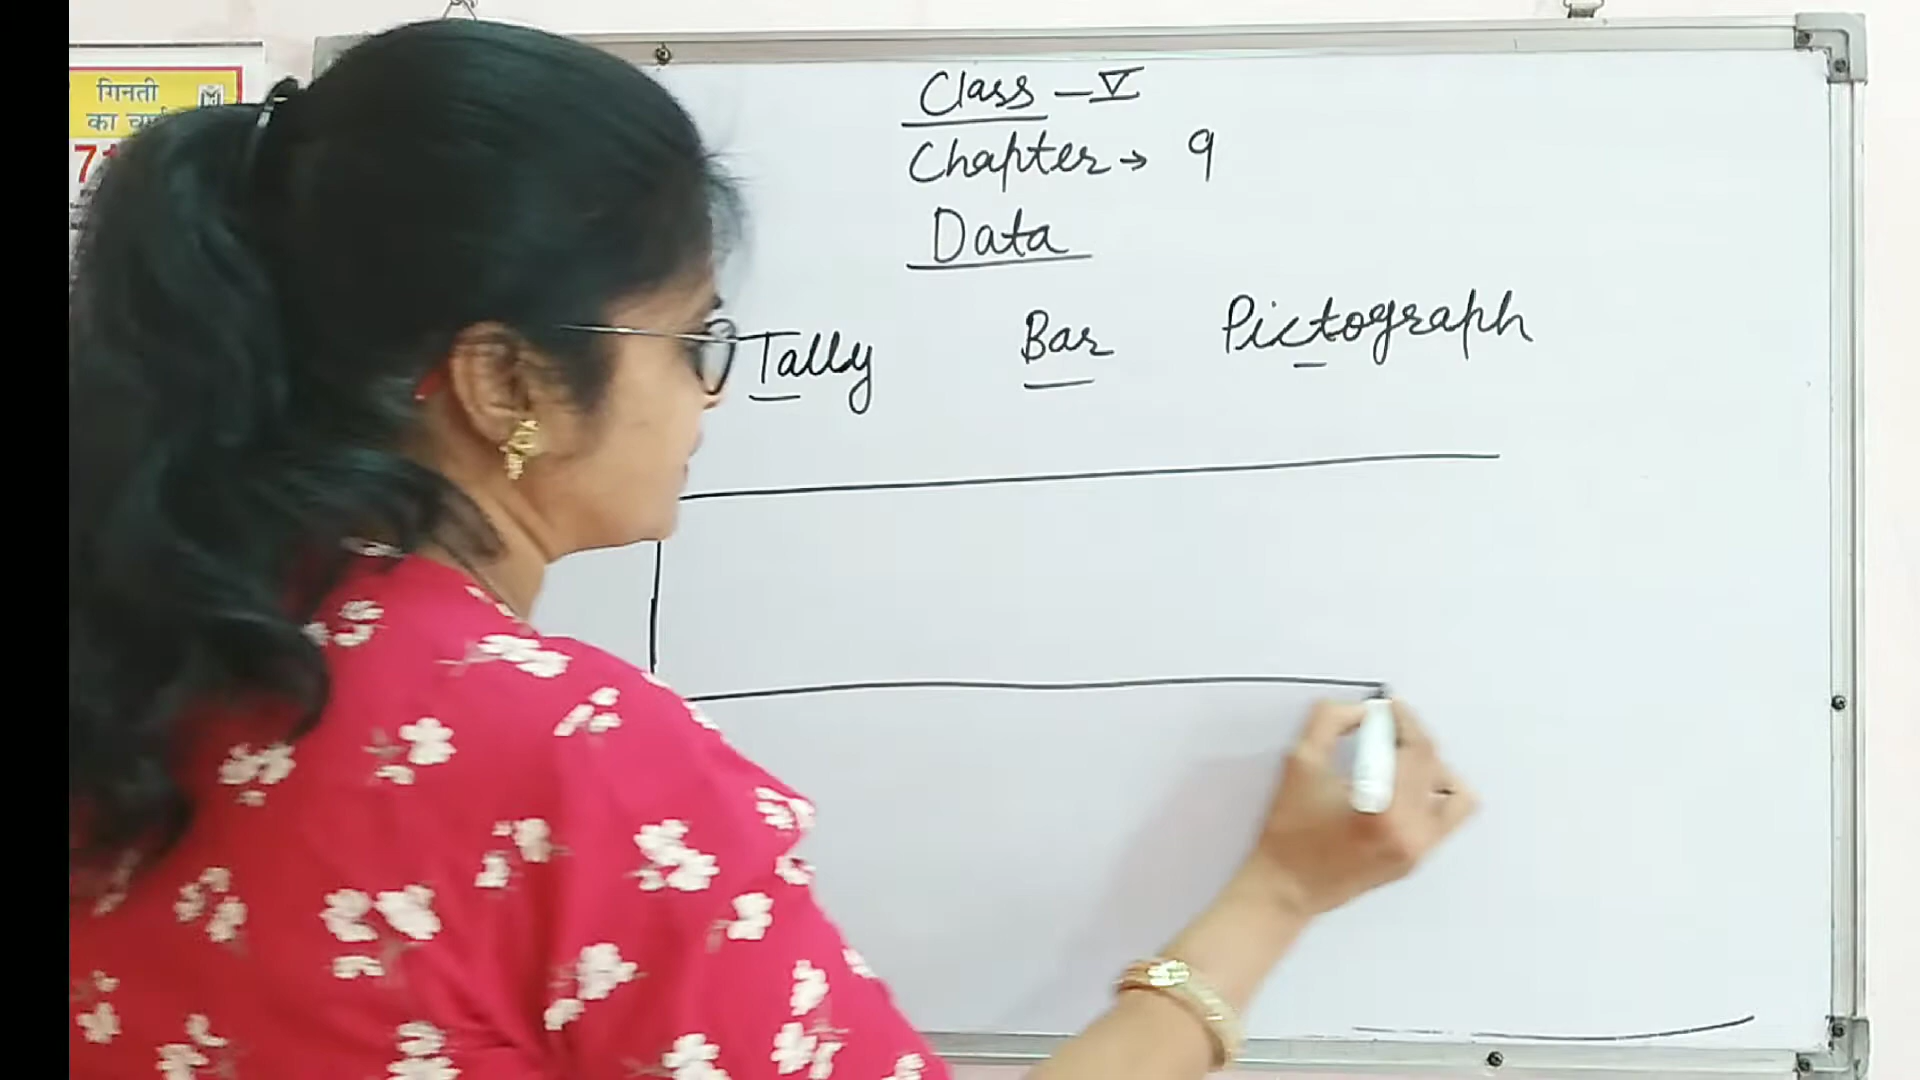 गिनती
का
Class – V
Chapter → 9
Data
Tally Bar Pictograph